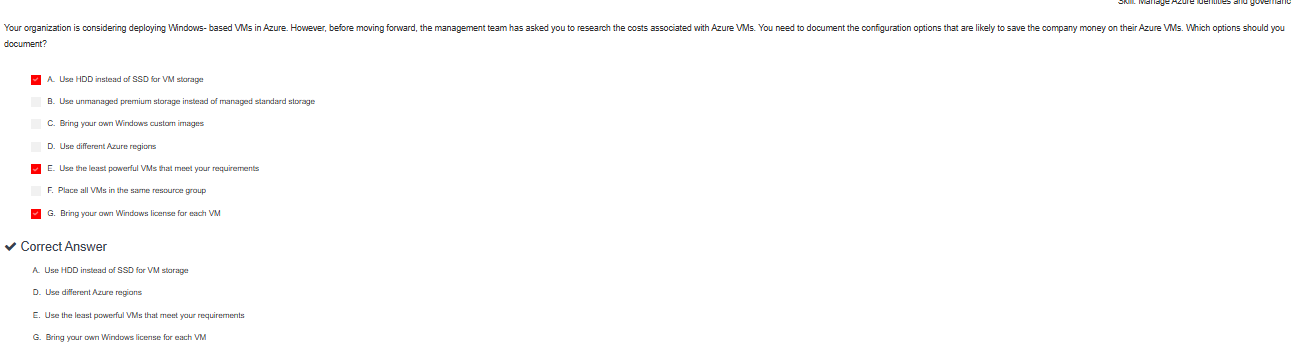 Skill: Manage Azure identities and governanc
Your organization is considering deploying Windows- based VMs in Azure. However, before moving forward, the management team has asked you to research the costs associated with Azure VMs. You need to document the configuration options that are likely to save the company money on their Azure VMs. Which options should you
document?
A. Use HDD instead of SSD for VM storage
B. Use unmanaged premium storage instead of managed standard storage
C. Bring your own Windows custom images
D. Use different Azure regions
E. Use the least powerful VMs that meet your requirements
F. Place all VMs in the same resource group
G. Bring your own Windows license for each VM
Correct Answer
A. Use HDD instead of SSD for VM storage
D. Use different Azure regions
E. Use the least powerful VMs that meet your requirements
G. Bring your own Windows license for each VM